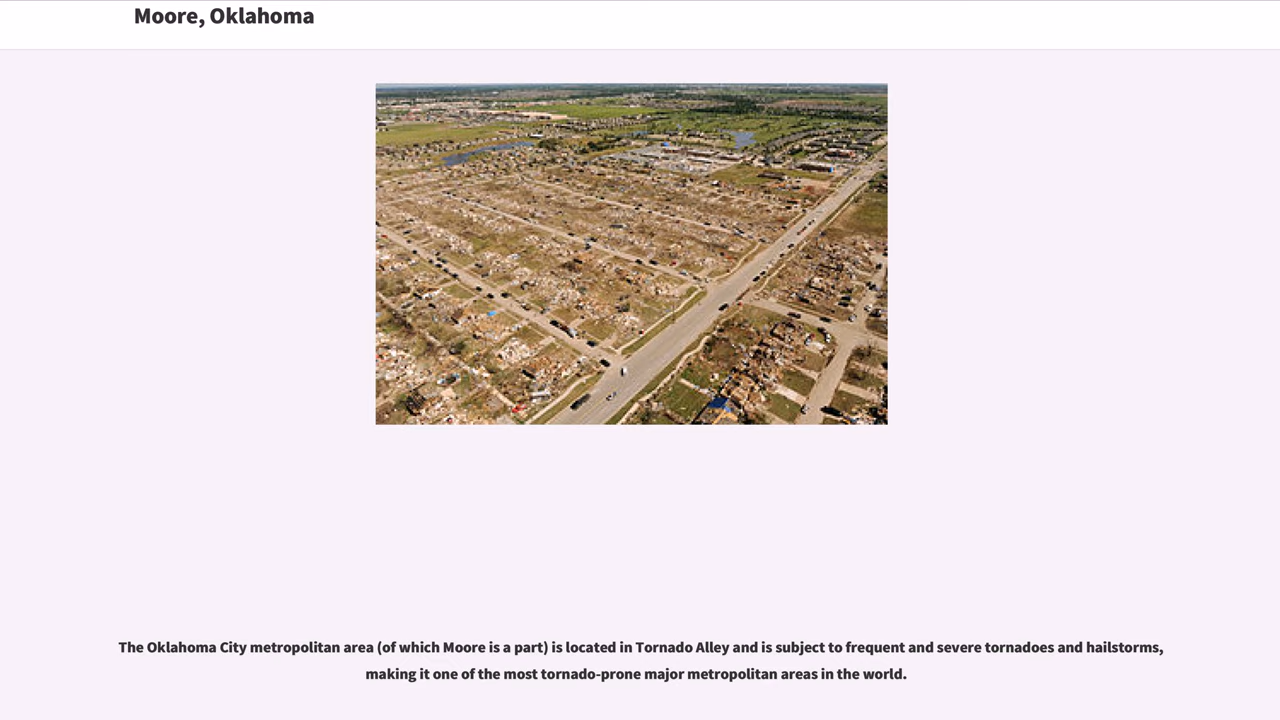 Moore, Oklahoma
The Oklahoma City metropolitan area (of which Moore is a part) is located in Tornado Alley and is subject to frequent and severe tornadoes and hailstorms,
making it one of the most tornado-prone major metropolitan areas in the world.